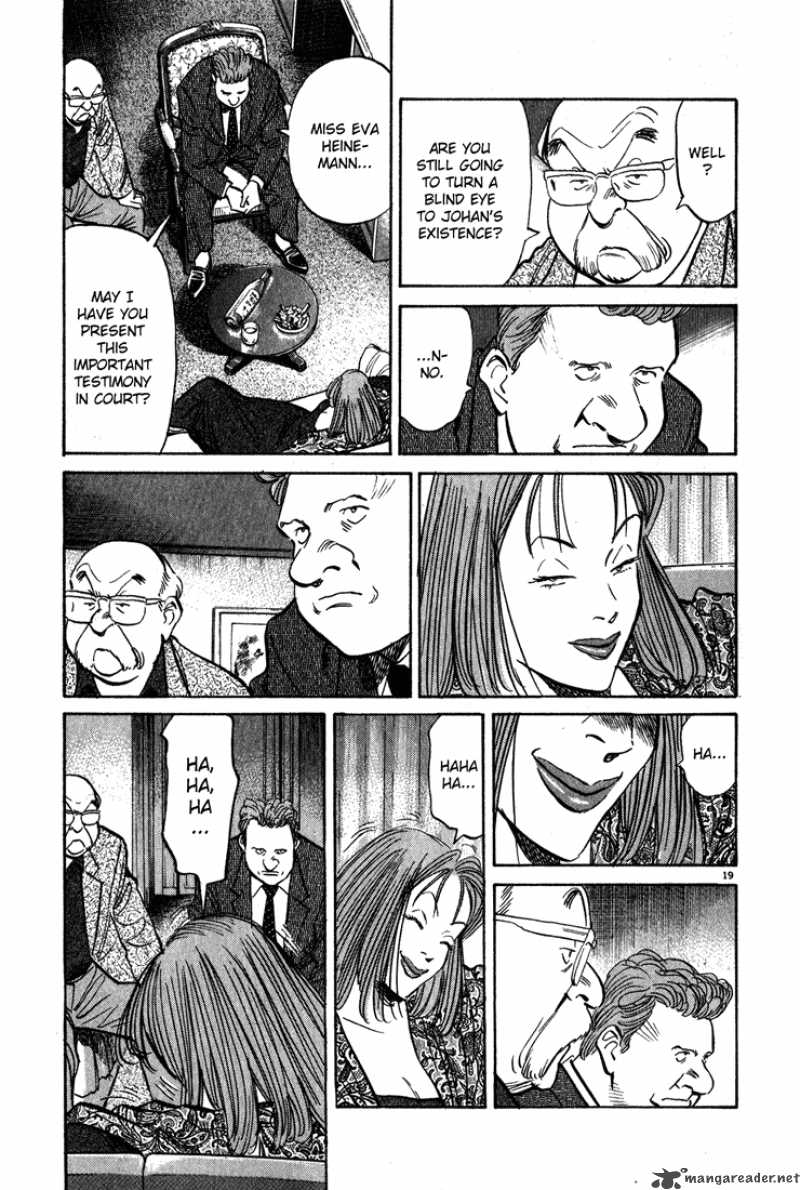 WELL
?
ARE YOU
STILL GOING
TO TURN A
BLIND EYE
TO JOHAN'S
EXISTENCE?
...N-
NO.
MISS EVA
HEINE-
MANN...
MAY I
HAVE YOU
PRESENT
THIS
IMPORTANT
TESTIMONY
IN COURT?
HA...
HAHA
HA...
HA,
HA,
HA
...
19
mangareader.net